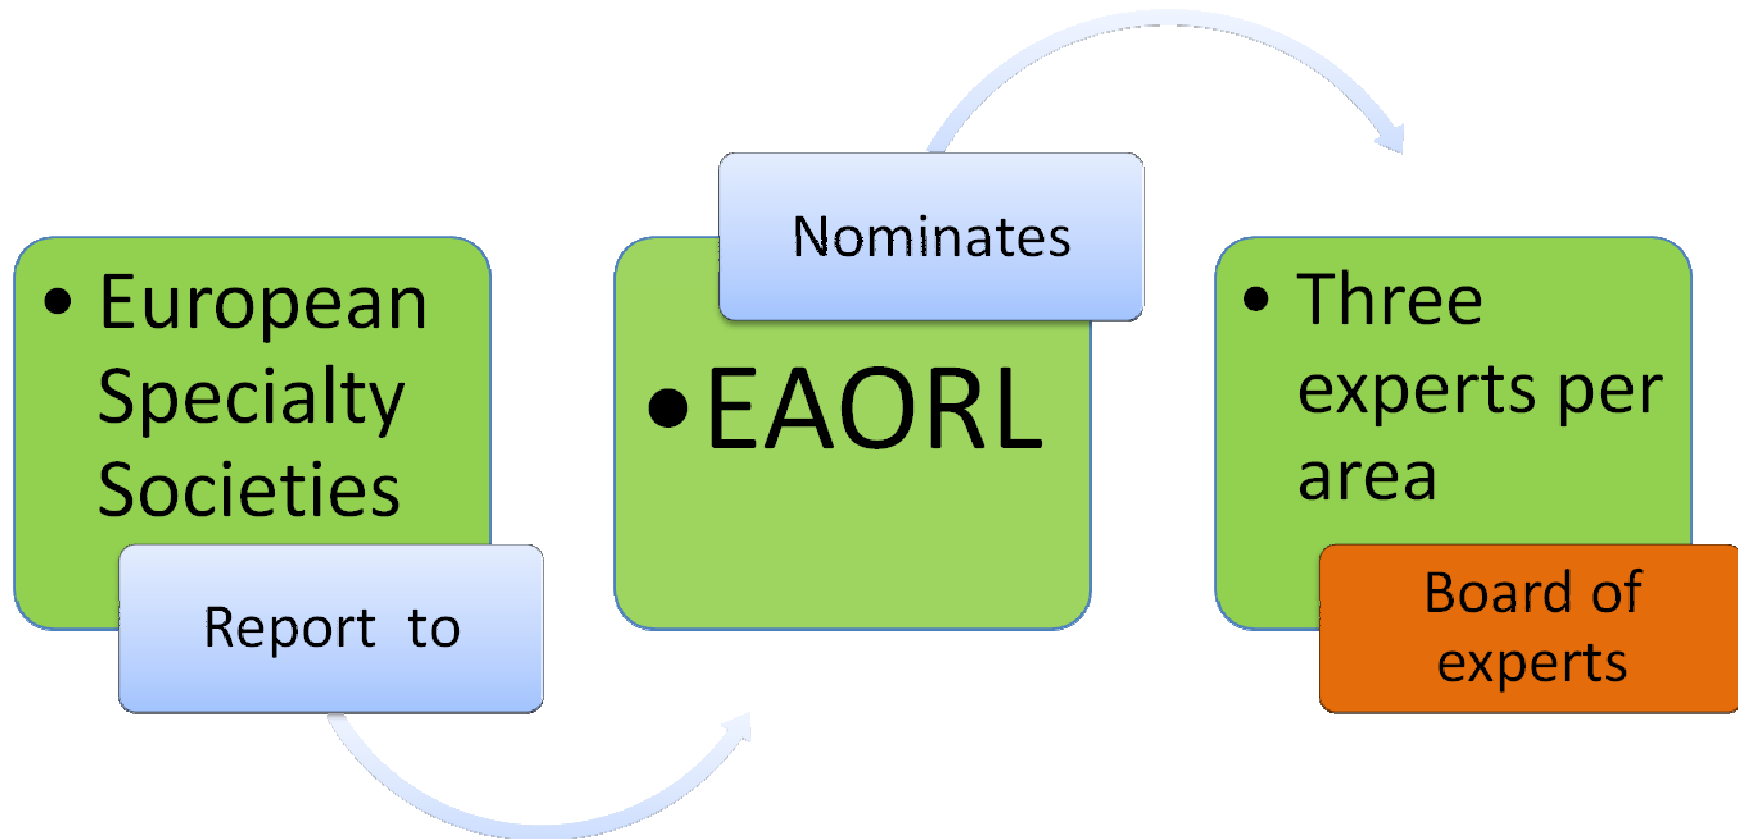 • European
Specialty
Societies
Report to
Nominates
• EAORL
• Three
experts per
area
Board of
experts